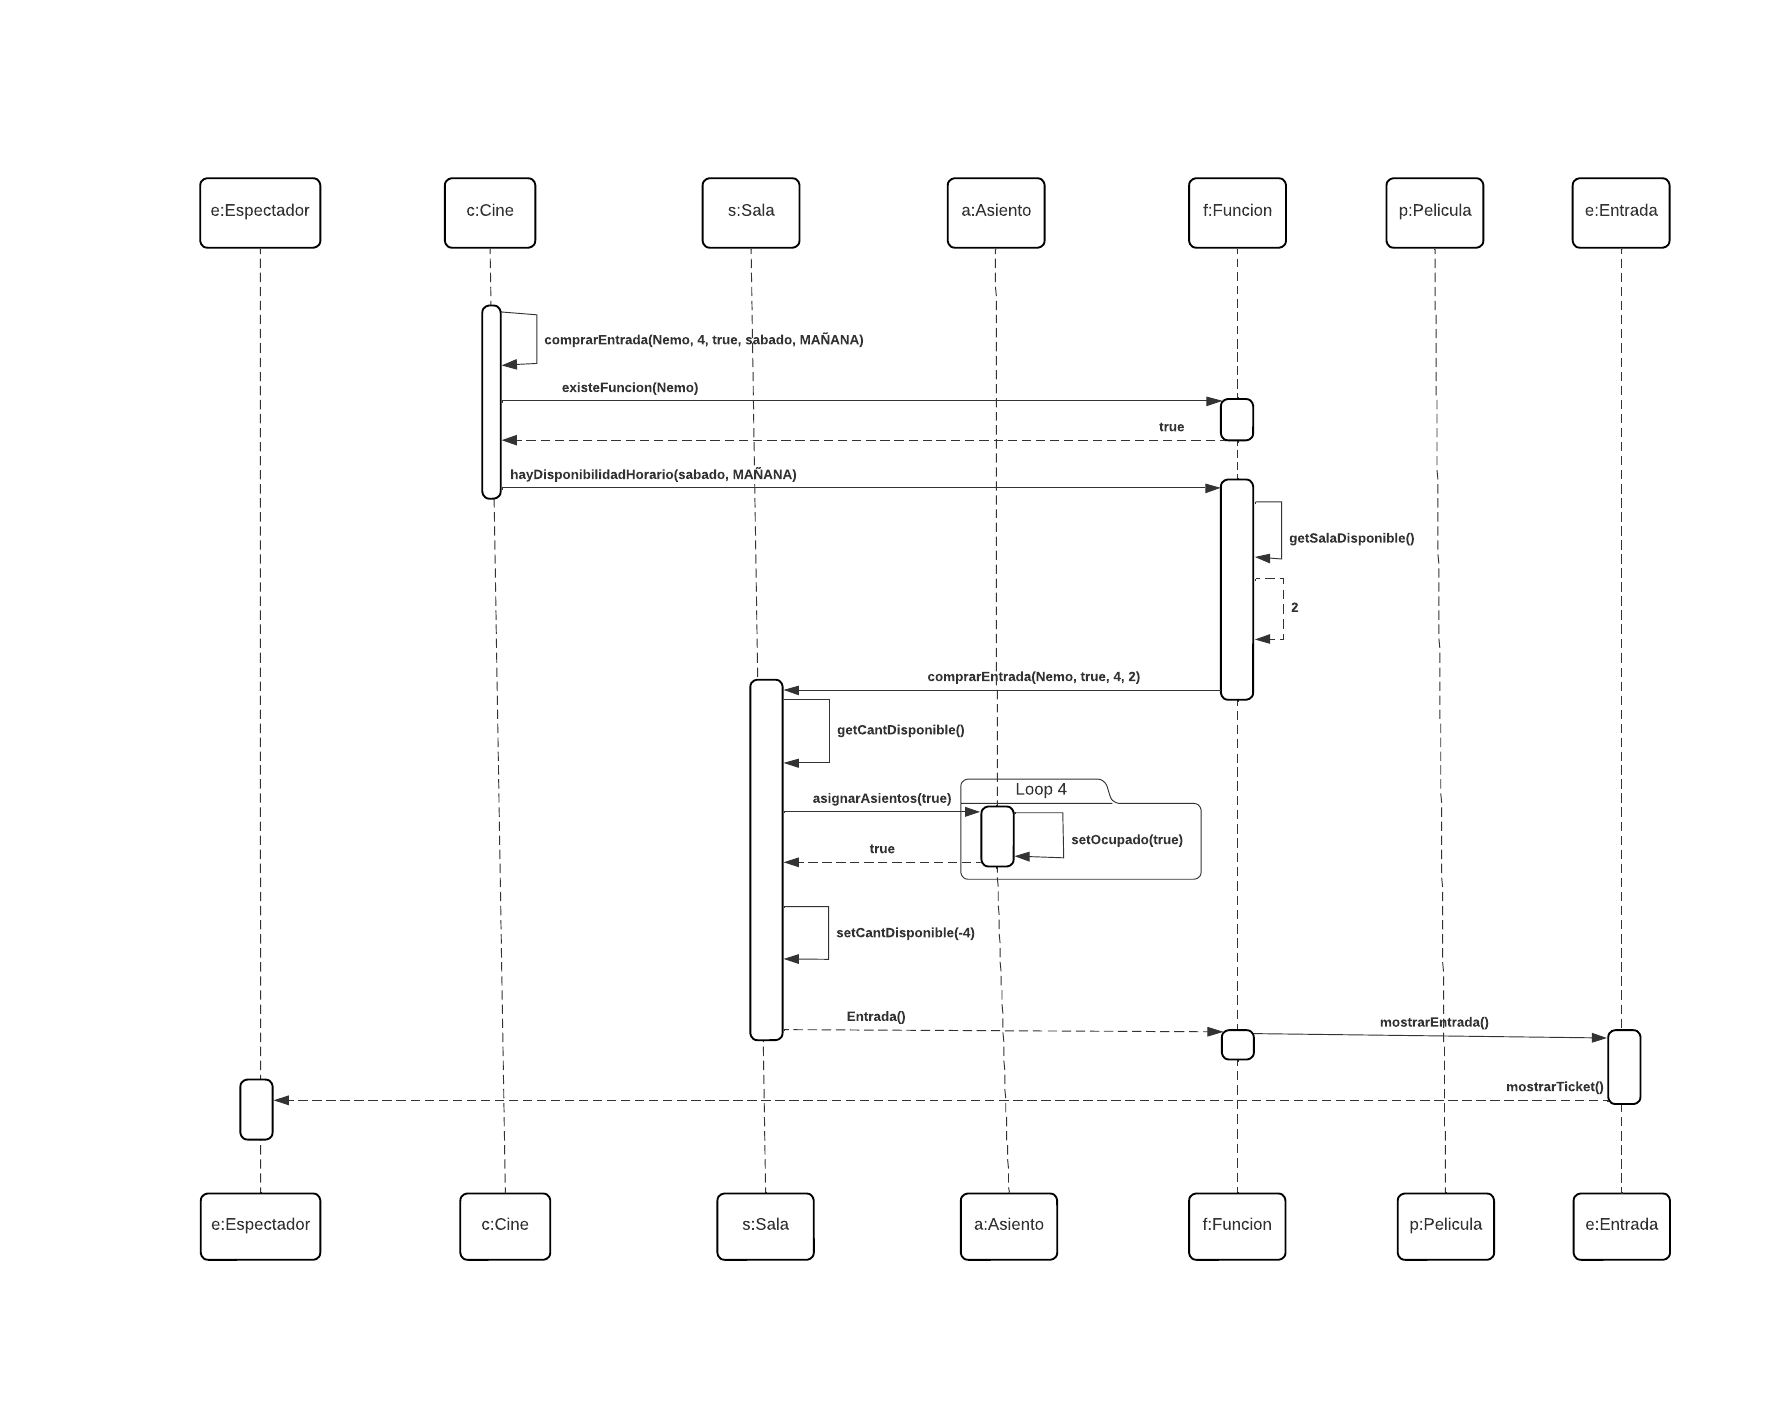 e:Espectador
c:Cine
s:Sala
a:Asiento
f:Funcion
p:Pelicula
e:Entrada
comprarEntrada(Nemo, 4, true, sabado, MAÑANA)
existeFuncion(Nemo)
true
hayDisponibilidadHorario(sabado, MAÑANA)
getSalaDisponible()
2
comprarEntrada(Nemo, true, 4, 2)
getCantDisponible()
Loop 4
asignarAsientos(true)
setOcupado(true)
true
setCantDisponible(-4)
Entrada()
mostrarEntrada()
mostrarTicket()
e:Espectador
c:Cine
s:Sala
a:Asiento
f:Funcion
p:Pelicula
e:Entrada